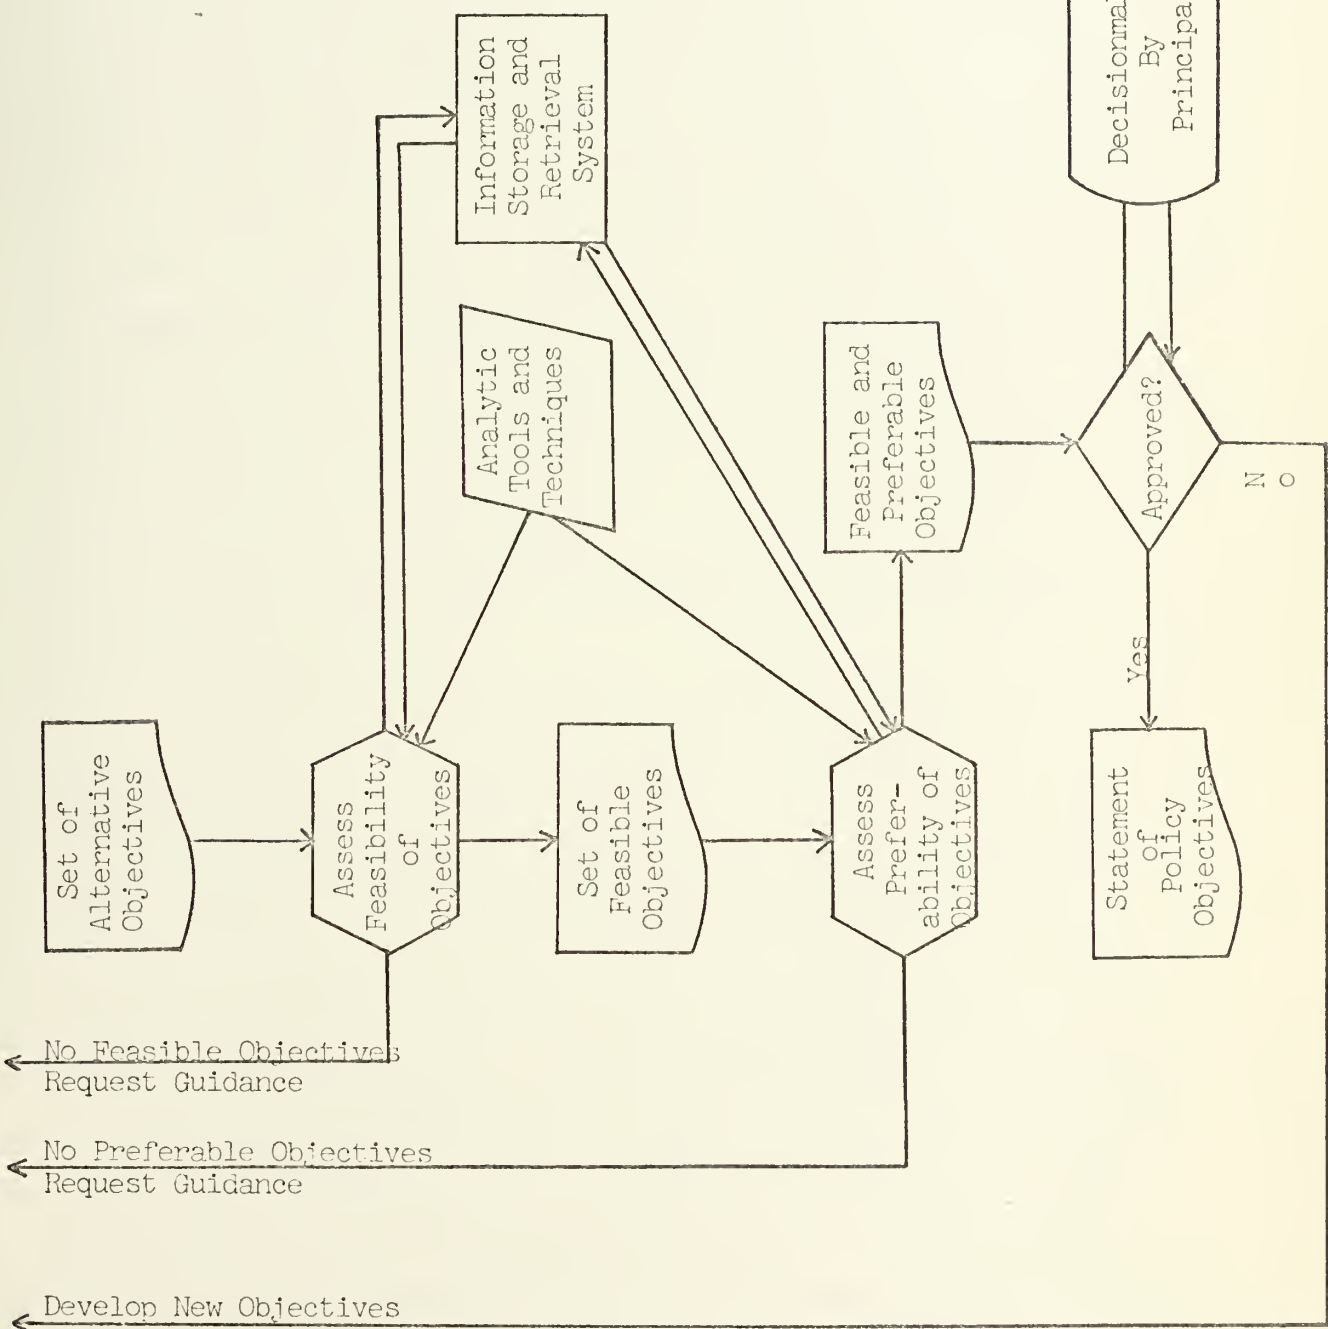 Set of
Alternative
Objectives
Assess
Feasibility
of
Objectives
Information
Storage and
Retrieval
System
Analytic
Tools and
Techniques
Set of
Feasible
Objectives
Assess
Prefer-
ability of
Objectives
Feasible and
Preferable
Objectives
Approved?
Yes
N
O
By
Statement
of
Policy
Objectives
No Feasible Objectives
Request Guidance
No Preferable Objectives
Request Guidance
Develop New Objectives